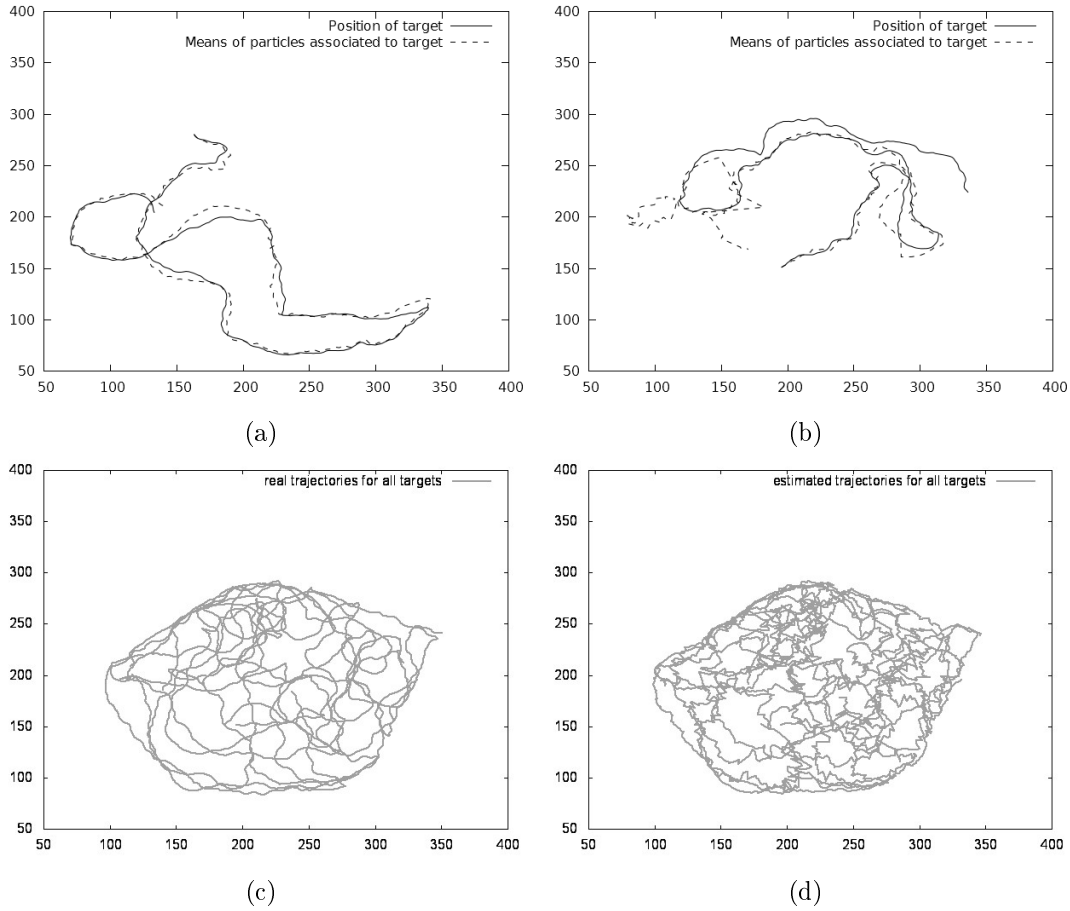 400
350
300
250
200
150
100
50
50 100 150 200 250 300 350 400
Position of target
Means of particles associated to target
(a)
400
350
300
250
200
150
100
50
50 100 150 200 250 300 350 400
Position of target
Means of particles associated to target
(b)
400
350
300
250
200
150
100
50
50 100 150 200 250 300 350 400
real trajectories for all targets
(c)
400
350
300
250
200
150
100
50
50 100 150 200 250 300 350 400
estimated trajectories for all targets
(d)